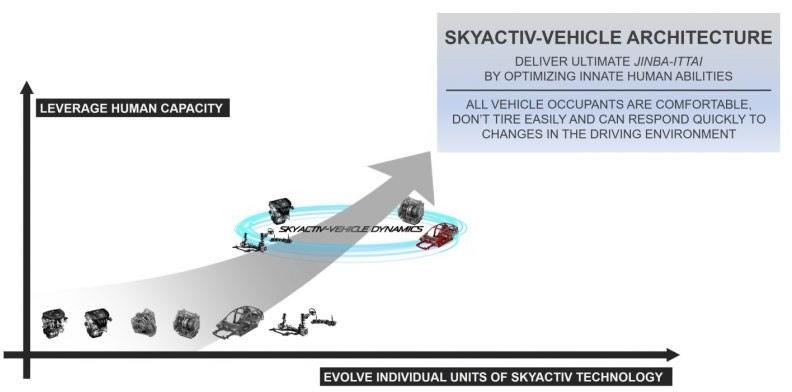 SKYACTIV-VEHICLE ARCHITECTURE
DELIVER ULTIMATE JINBA-ITTAI
BY OPTIMIZING INNATE HUMAN ABILITIES
ALL VEHICLE OCCUPANTS ARE COMFORTABLE,
DON'T TIRE EASILY AND CAN RESPOND QUICKLY TO
CHANGES IN THE DRIVING ENVIRONMENT
LEVERAGE HUMAN CAPACITY
SKYACTIV-VEHICLE DYNAMICS
EVOLVE INDIVIDUAL UNITS OF SKYACTIV TECHNOLOGY